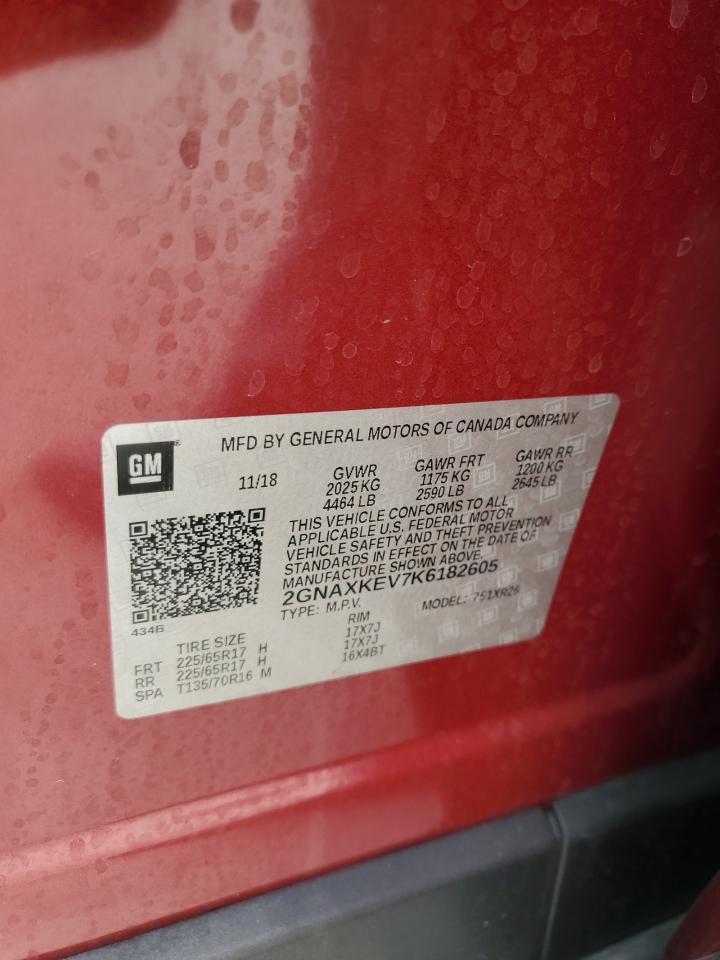 MFD BY GENERAL MOTORS OF CANADA COMPANY
GM
11/18
GVWR
2025 KG
4464 LB
GAWR FRT
1175 KG
2590 LB
GAWR RR
1200 KG
2645 LB
THIS VEHICLE CONFORMS TO ALL
APPLICABLE U.S. FEDERAL MOTOR
VEHICLE SAFETY AND THEFT PREVENTION
STANDARDS IN EFFECT ON THE DATE OF
MANUFACTURE SHOWN ABOVE.
2GNAXKEV7K6182605
TYPE: M.P.V. MODEL: 751XR26
434B
TIRE SIZE RIM
FRT 225/65R17 H 17X7J
RR 225/65R17 H 17X7J
SPA T135/70R16 M 16X4BT